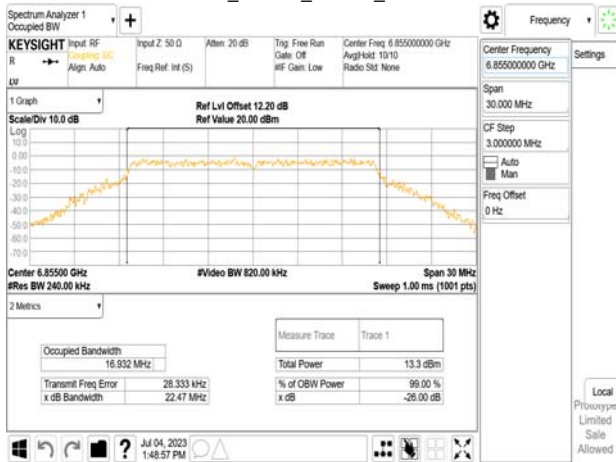 Spectrum Analyzer 1
Occupied BW
Frequency
KEYSIGHT
R
Input: RF
Coupling: DC
Align: Auto
Input Z: 50 Ω
Freq Ref: Int (S)
Atten: 20 dB
Trig: Free Run
Gate: Off
#IF Gain: Low
Center Freq: 6.855000000 GHz
Avg|Hold: 10/10
Radio Std: None
Center Frequency
6.855000000 GHz
Settings
Span
30.000 MHz
CF Step
3.000000 MHz
Auto
Man
Freq Offset
0 Hz
1 Graph
Scale/Div 10.0 dB
Ref Lvl Offset 12.20 dB
Ref Value 20.00 dBm
Log
10.0
0.00
-10.0
-20.0
-30.0
-40.0
-50.0
-60.0
-70.0
Center 6.85500 GHz
#Res BW 240.00 kHz
#Video BW 820.00 kHz
Span 30 MHz
Sweep 1.00 ms (1001 pts)
2 Metrics
Measure Trace
Trace 1
Occupied Bandwidth
16.932 MHz
Total Power
13.3 dBm
Transmit Freq Error
28.333 kHz
% of OBW Power
99.00 %
x dB Bandwidth
22.47 MHz
x dB
-26.00 dB
Local
Prototype
Limited
Sale
Allowed
Jul 04, 2023
1:48:57 PM